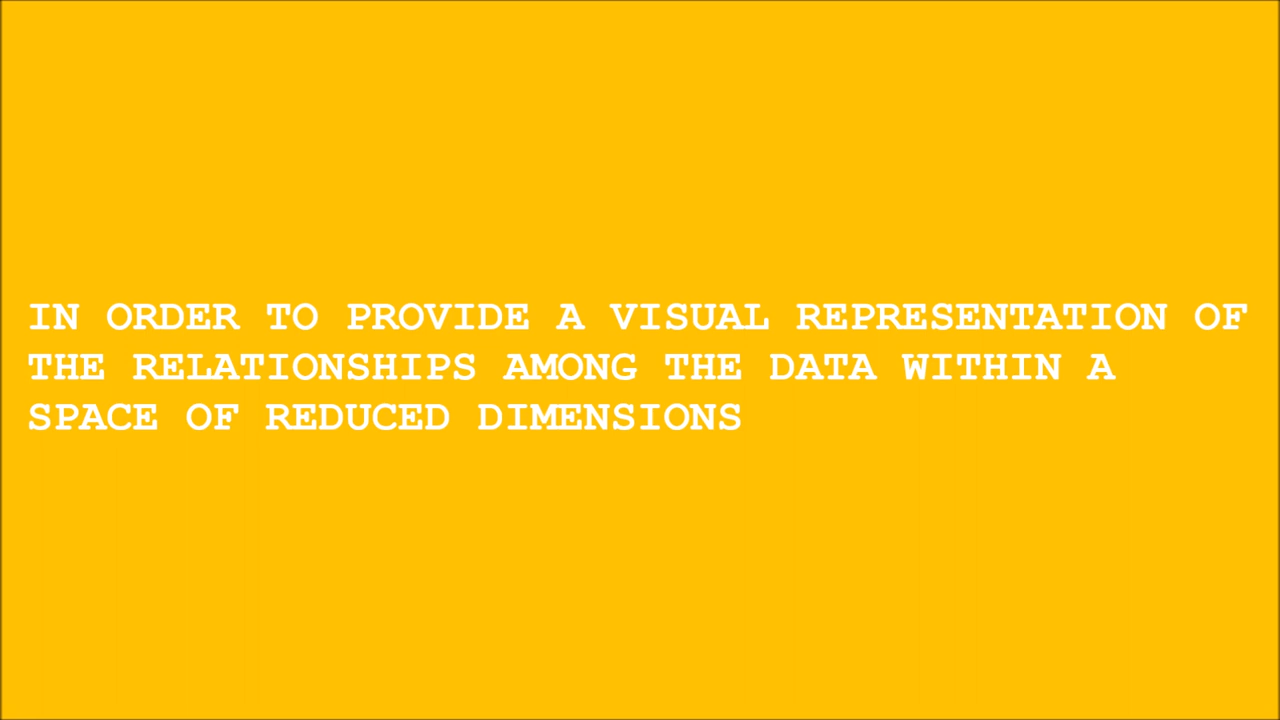 IN ORDER TO PROVIDE A VISUAL REPRESENTATION OF
THE RELATIONSHIPS AMONG THE DATA WITHIN A
SPACE OF REDUCED DIMENSIONS